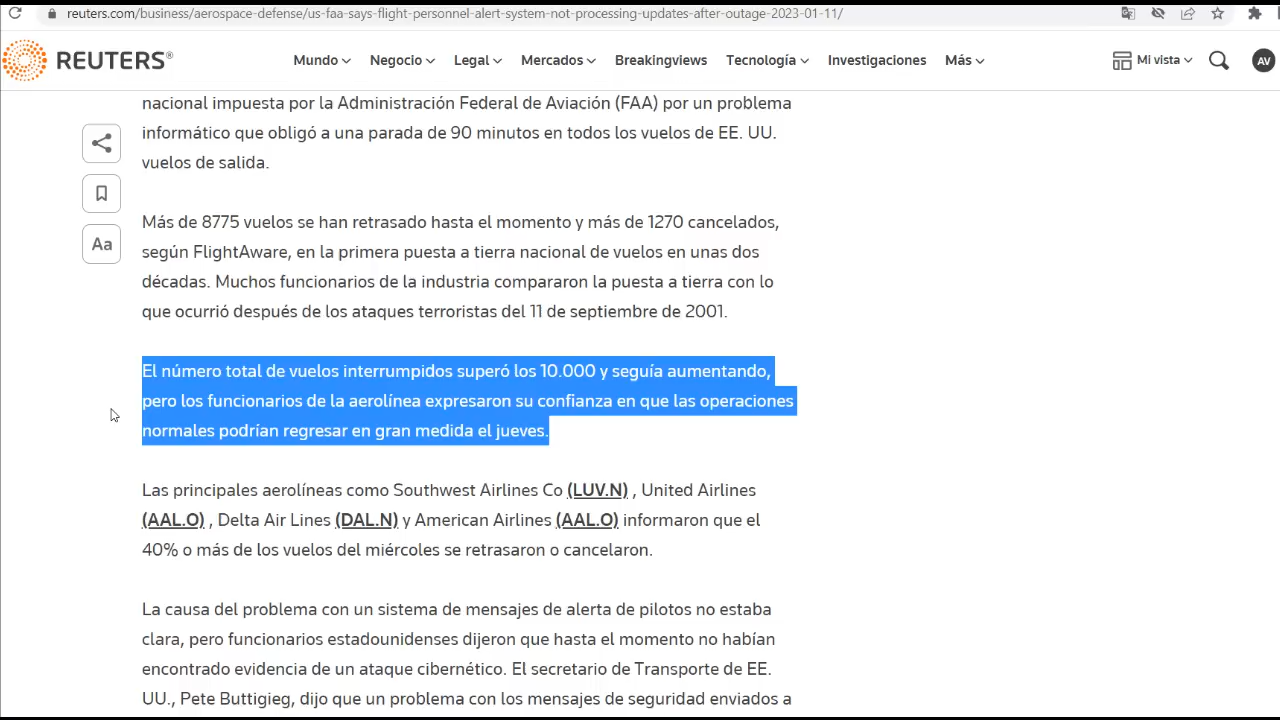 reuters.com/business/aerospace-defense/us-faa-says-flight-personnel-alert-system-not-processing-updates-after-outage-2023-01-11/
REUTERS®
Mundo Negocio Legal Mercados Breakingviews Tecnología Investigaciones Más Mi vista AV
nacional impuesta por la Administración Federal de Aviación (FAA) por un problema
informático que obligó a una parada de 90 minutos en todos los vuelos de EE. UU.
vuelos de salida.
Aa
Más de 8775 vuelos se han retrasado hasta el momento y más de 1270 cancelados,
según FlightAware, en la primera puesta a tierra nacional de vuelos en unas dos
décadas. Muchos funcionarios de la industria compararon la puesta a tierra con lo
que ocurrió después de los ataques terroristas del 11 de septiembre de 2001.
El número total de vuelos interrumpidos superó los 10.000 y seguía aumentando,
pero los funcionarios de la aerolínea expresaron su confianza en que las operaciones
normales podrían regresar en gran medida el jueves.
Las principales aerolíneas como Southwest Airlines Co (LUV.N) , United Airlines
(AAL.O) , Delta Air Lines (DAL.N) y American Airlines (AAL.O) informaron que el
40% o más de los vuelos del miércoles se retrasaron o cancelaron.
La causa del problema con un sistema de mensajes de alerta de pilotos no estaba
clara, pero funcionarios estadounidenses dijeron que hasta el momento no habían
encontrado evidencia de un ataque cibernético. El secretario de Transporte de EE.
UU., Pete Buttigieg, dijo que un problema con los mensajes de seguridad enviados a